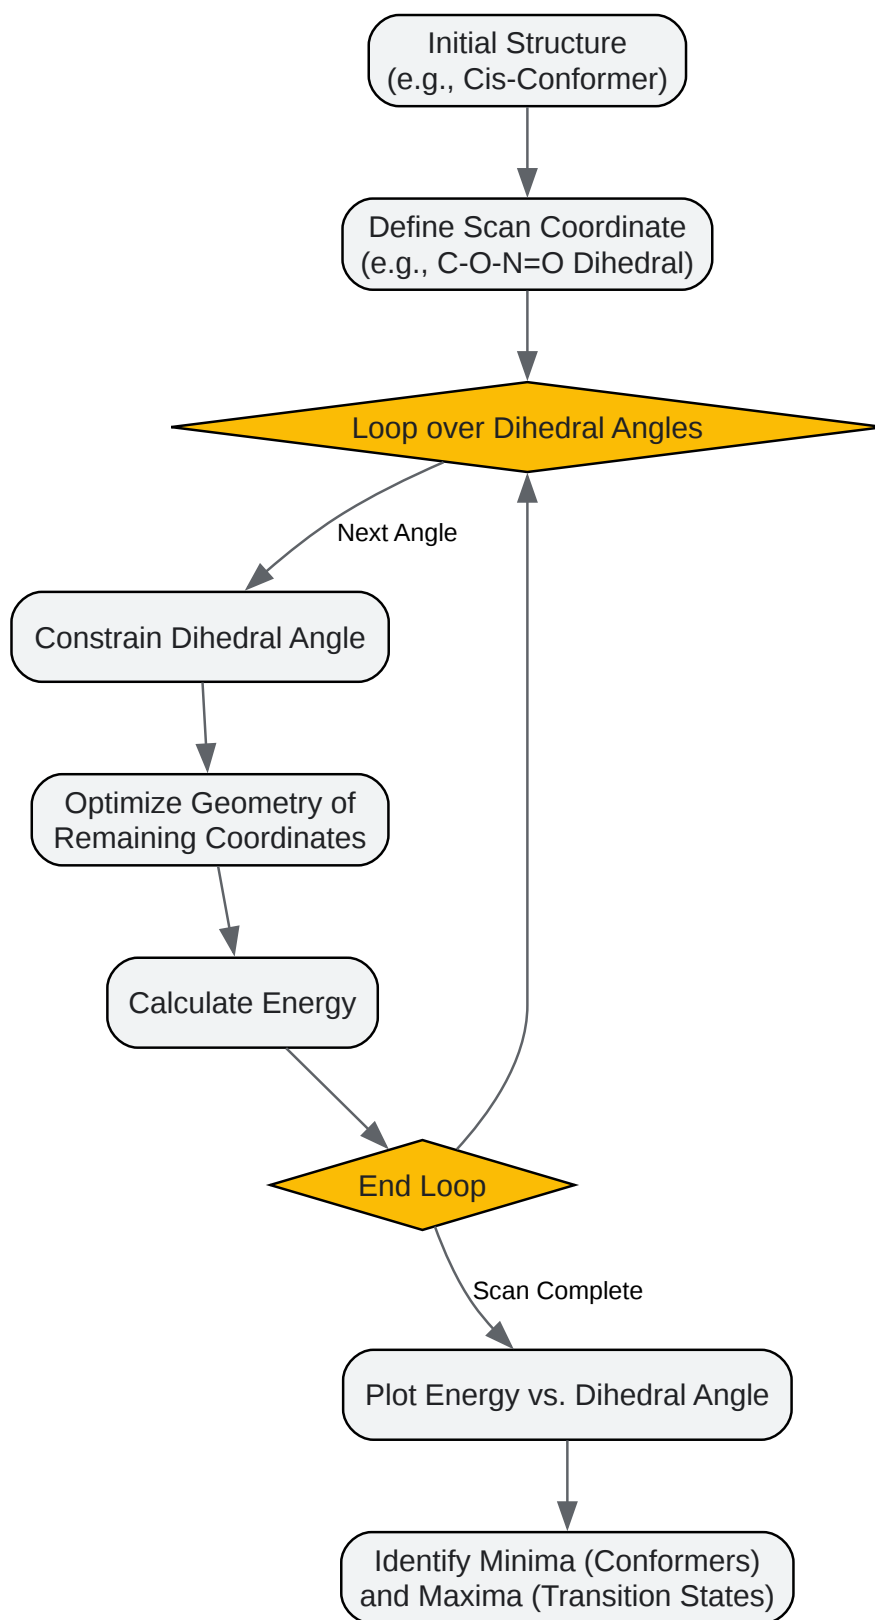 Initial Structure
(e.g., Cis-Conformer)
Define Scan Coordinate
(e.g., C-O-N=O Dihedral)
Loop over Dihedral Angles
Next Angle
Constrain Dihedral Angle
Optimize Geometry of
Remaining Coordinates
Calculate Energy
End Loop
Scan Complete
Plot Energy vs. Dihedral Angle
Identify Minima (Conformers)
and Maxima (Transition States)